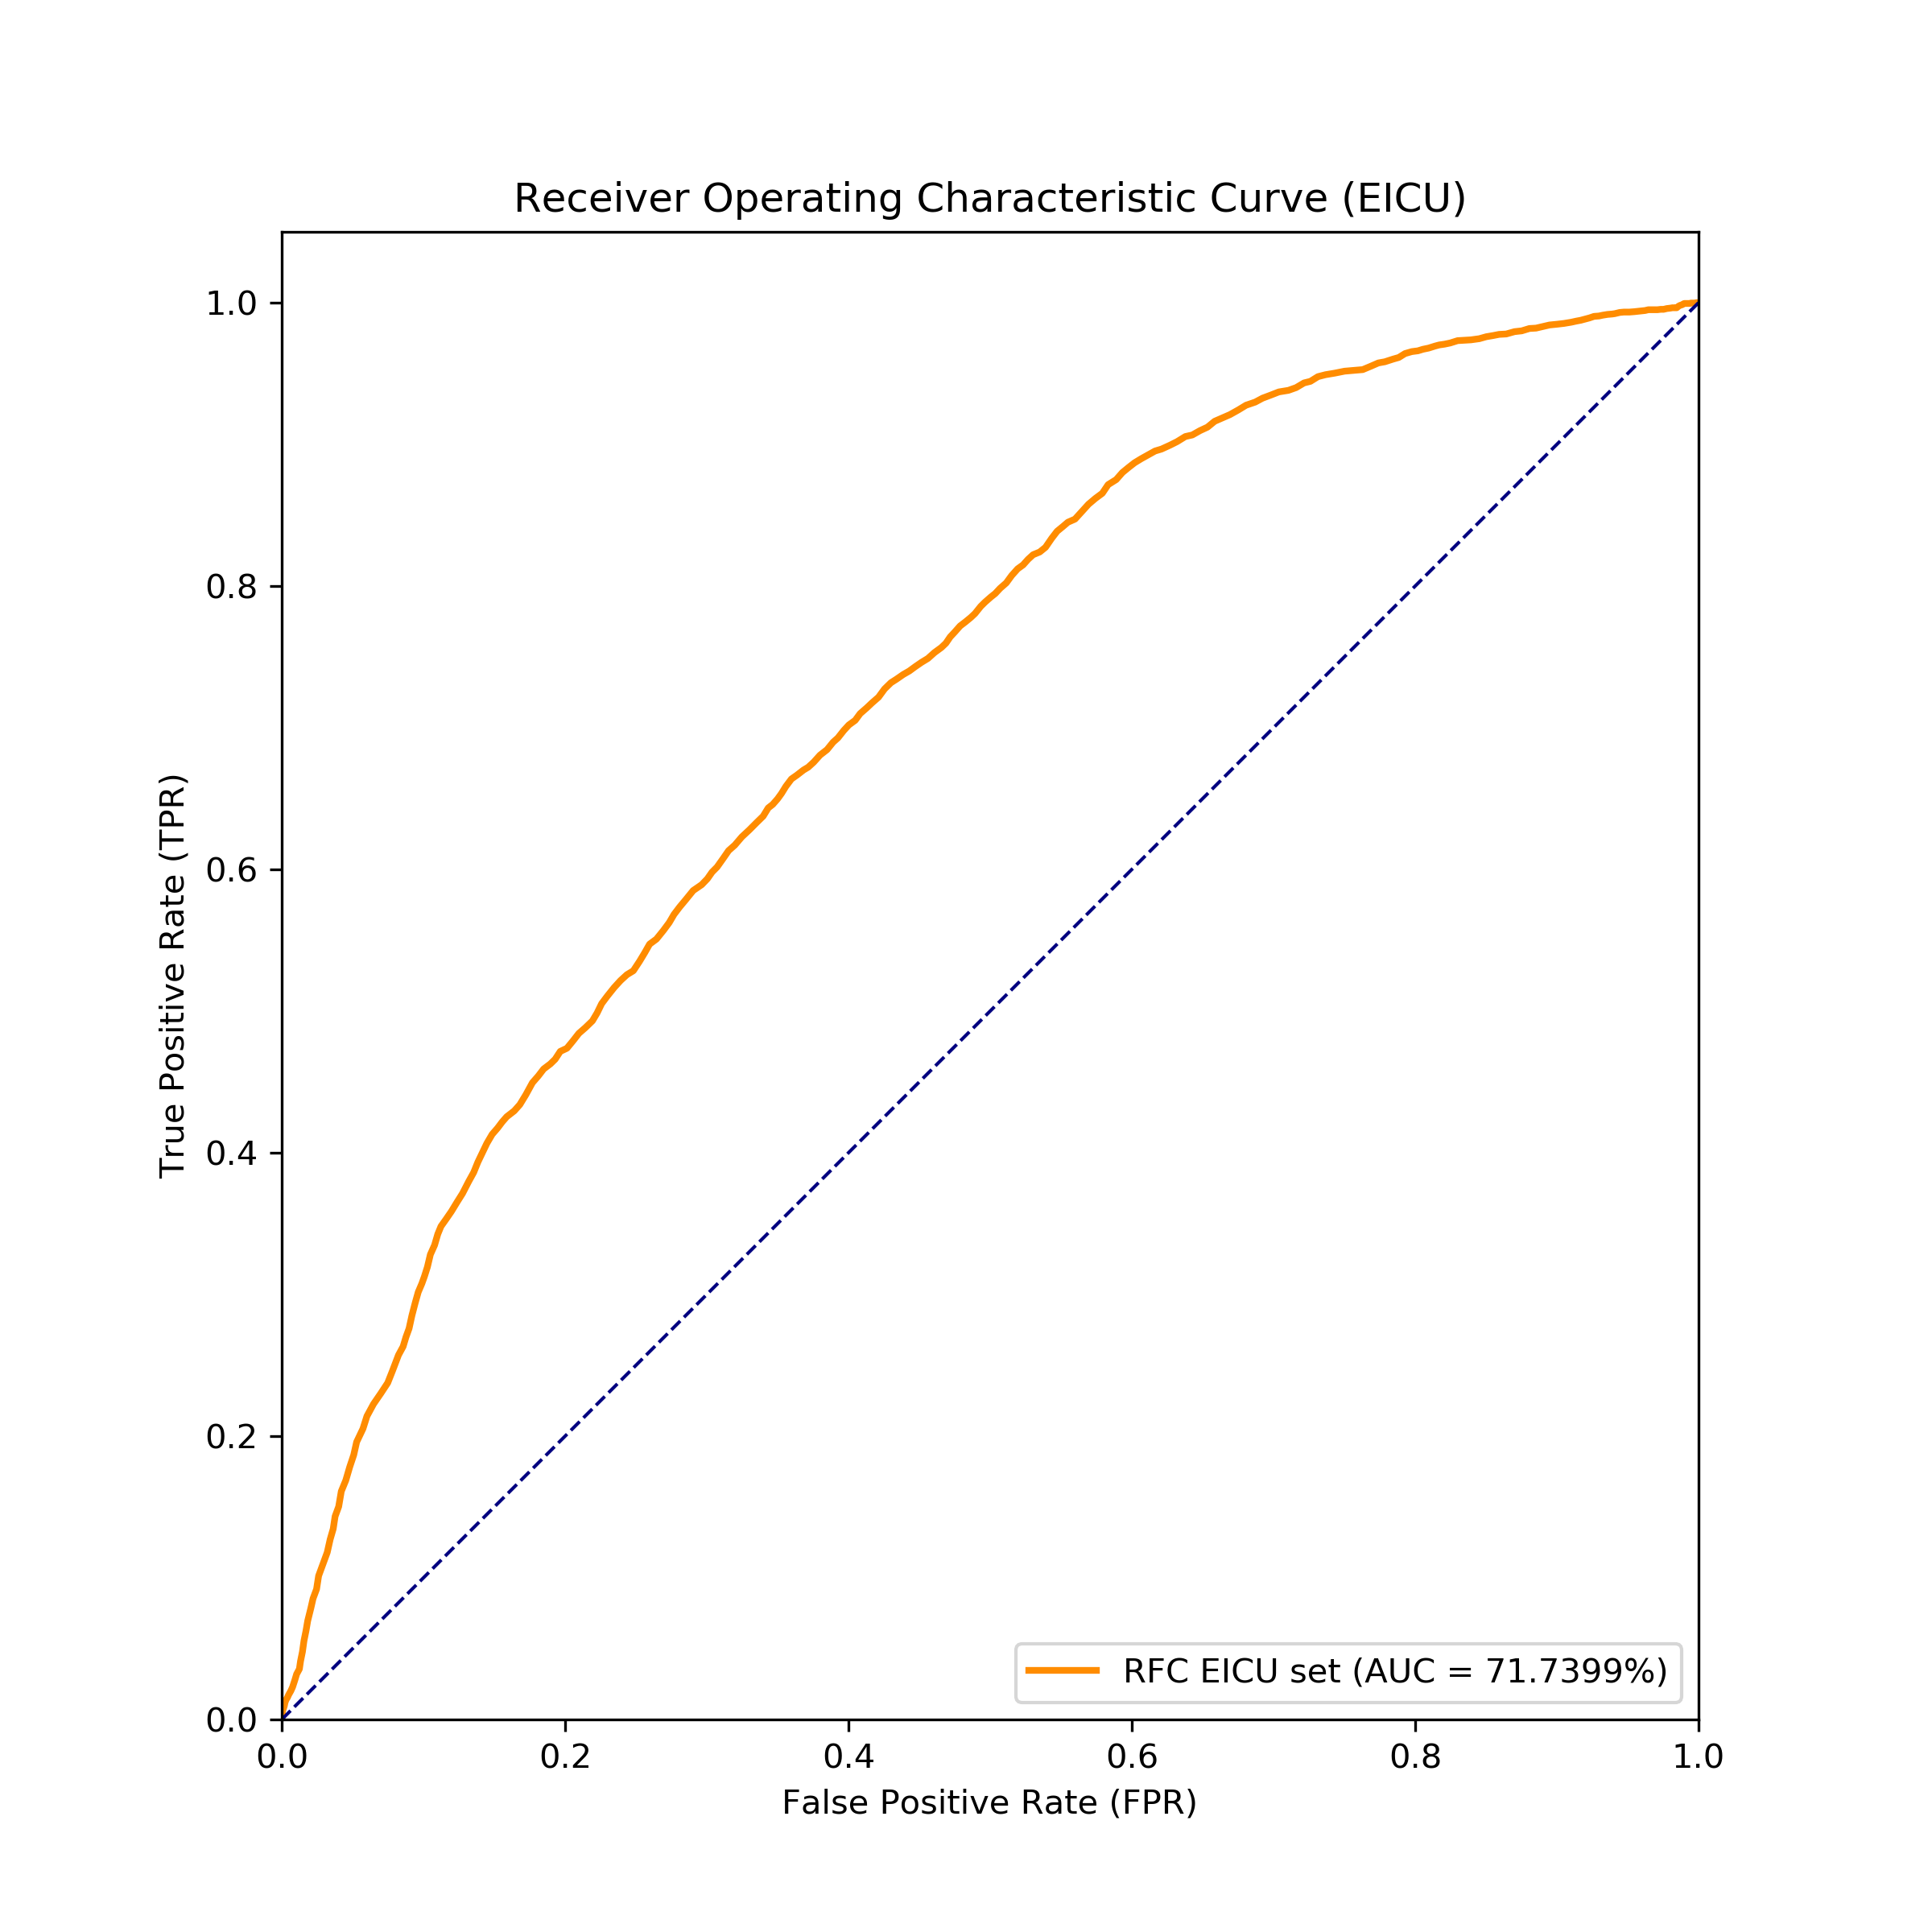 Receiver Operating Characteristic Curve (EICU)
True Positive Rate (TPR)
1.0
0.8
0.6
0.4
0.2
0.0
RFC EICU set (AUC = 71.7399%)
0.0 0.2 0.4 0.6 0.8 1.0
False Positive Rate (FPR)